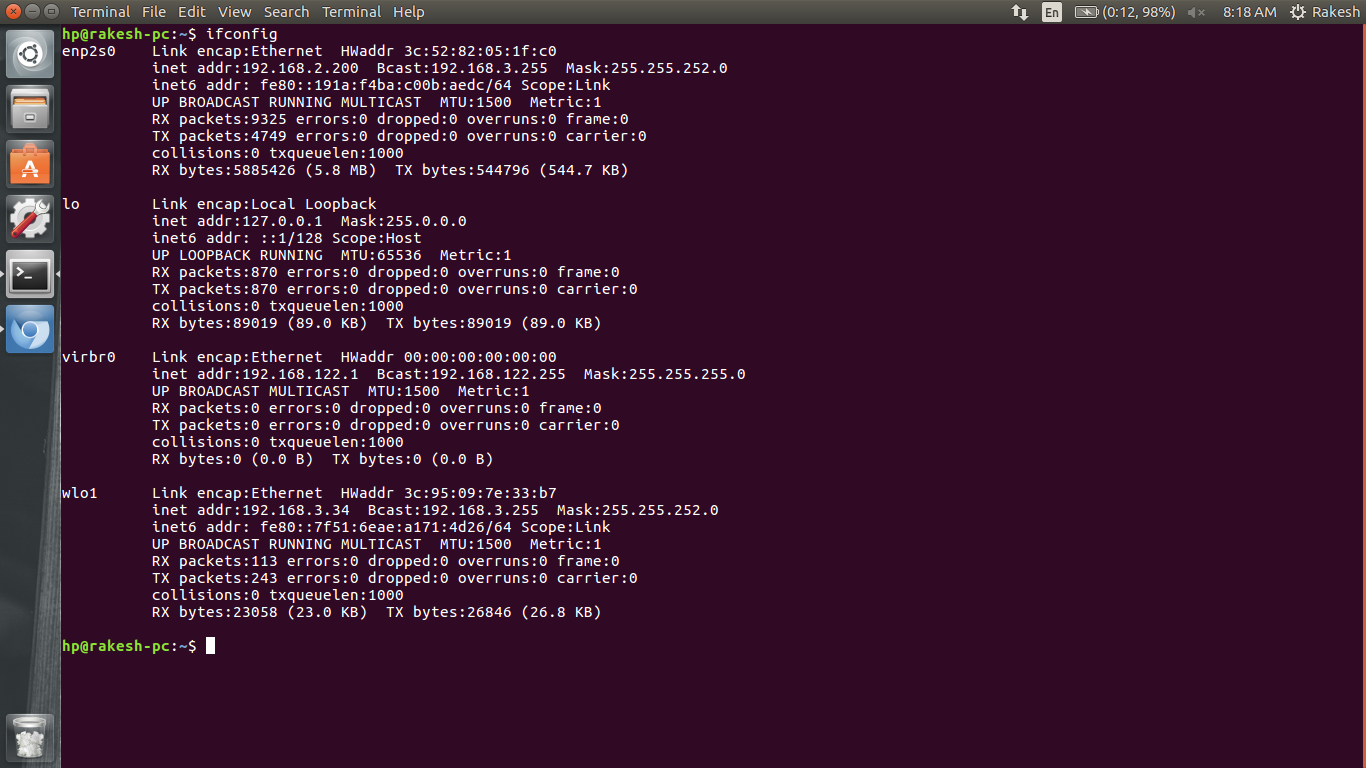 Terminal File Edit View Search Terminal Help En (0:12, 98%) 8:18 AM Rakesh
hp@rakesh-pc:~$ ifconfig
enp2s0    Link encap:Ethernet  HWaddr 3c:52:82:05:1f:c0
          inet addr:192.168.2.200  Bcast:192.168.3.255  Mask:255.255.252.0
          inet6 addr: fe80::191a:f4ba:c00b:aedc/64 Scope:Link
          UP BROADCAST RUNNING MULTICAST  MTU:1500  Metric:1
          RX packets:9325 errors:0 dropped:0 overruns:0 frame:0
          TX packets:4749 errors:0 dropped:0 overruns:0 carrier:0
          collisions:0 txqueuelen:1000
          RX bytes:5885426 (5.8 MB)  TX bytes:544796 (544.7 KB)

lo        Link encap:Local Loopback
          inet addr:127.0.0.1  Mask:255.0.0.0
          inet6 addr: ::1/128 Scope:Host
          UP LOOPBACK RUNNING  MTU:65536  Metric:1
          RX packets:870 errors:0 dropped:0 overruns:0 frame:0
          TX packets:870 errors:0 dropped:0 overruns:0 carrier:0
          collisions:0 txqueuelen:1000
          RX bytes:89019 (89.0 KB)  TX bytes:89019 (89.0 KB)

virbr0    Link encap:Ethernet  HWaddr 00:00:00:00:00:00
          inet addr:192.168.122.1  Bcast:192.168.122.255  Mask:255.255.255.0
          UP BROADCAST MULTICAST  MTU:1500  Metric:1
          RX packets:0 errors:0 dropped:0 overruns:0 frame:0
          TX packets:0 errors:0 dropped:0 overruns:0 carrier:0
          collisions:0 txqueuelen:1000
          RX bytes:0 (0.0 B)  TX bytes:0 (0.0 B)

wlo1      Link encap:Ethernet  HWaddr 3c:95:09:7e:33:b7
          inet addr:192.168.3.34  Bcast:192.168.3.255  Mask:255.255.252.0
          inet6 addr: fe80::7f51:6eae:a171:4d26/64 Scope:Link
          UP BROADCAST RUNNING MULTICAST  MTU:1500  Metric:1
          RX packets:113 errors:0 dropped:0 overruns:0 frame:0
          TX packets:243 errors:0 dropped:0 overruns:0 carrier:0
          collisions:0 txqueuelen:1000
          RX bytes:23058 (23.0 KB)  TX bytes:26846 (26.8 KB)

hp@rakesh-pc:~$